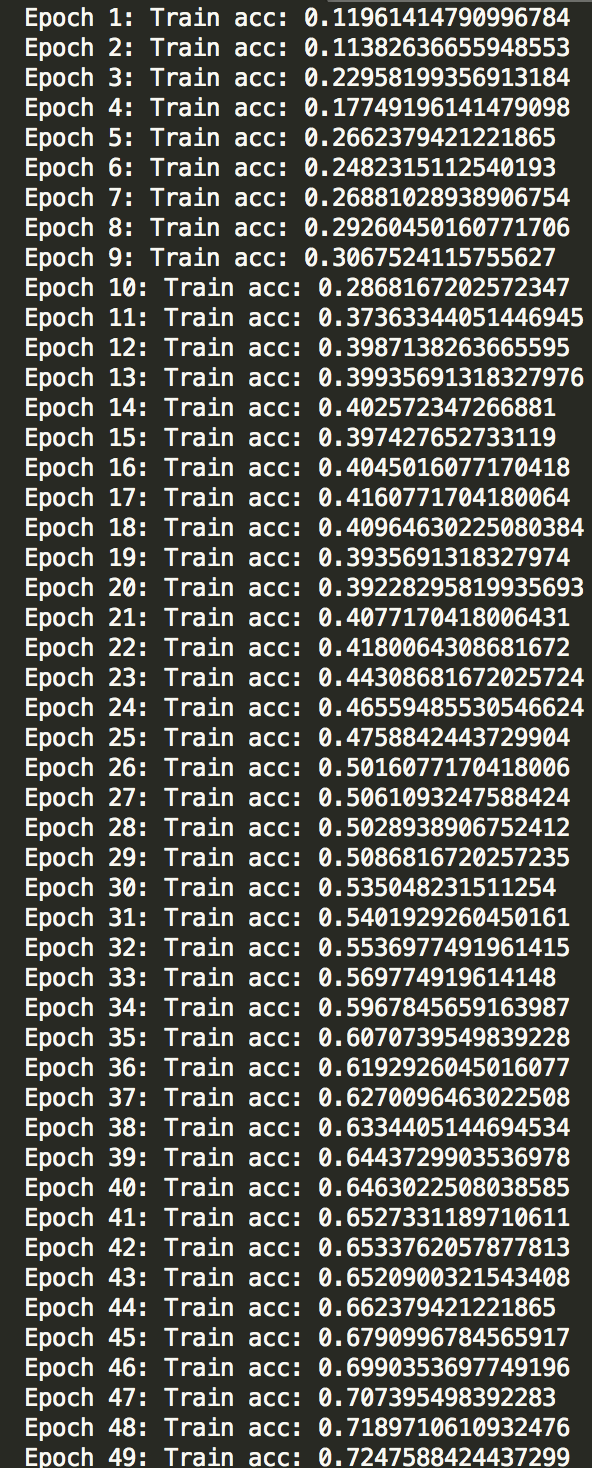 Epoch 1: Train acc: 0.11961414790996784
Epoch 2: Train acc: 0.11382636655948553
Epoch 3: Train acc: 0.22958199356913184
Epoch 4: Train acc: 0.17749196141479098
Epoch 5: Train acc: 0.2662379421221865
Epoch 6: Train acc: 0.2482315112540193
Epoch 7: Train acc: 0.26881028938906754
Epoch 8: Train acc: 0.29260450160771706
Epoch 9: Train acc: 0.3067524115755627
Epoch 10: Train acc: 0.2868167202572347
Epoch 11: Train acc: 0.37363344051446945
Epoch 12: Train acc: 0.3987138263665595
Epoch 13: Train acc: 0.39935691318327976
Epoch 14: Train acc: 0.402572347266881
Epoch 15: Train acc: 0.397427652733119
Epoch 16: Train acc: 0.4045016077170418
Epoch 17: Train acc: 0.4160771704180064
Epoch 18: Train acc: 0.40964630225080384
Epoch 19: Train acc: 0.3935691318327974
Epoch 20: Train acc: 0.39228295819935693
Epoch 21: Train acc: 0.4077170418006431
Epoch 22: Train acc: 0.4180064308681672
Epoch 23: Train acc: 0.44308681672025724
Epoch 24: Train acc: 0.46559485530546624
Epoch 25: Train acc: 0.4758842443729904
Epoch 26: Train acc: 0.5016077170418006
Epoch 27: Train acc: 0.5061093247588424
Epoch 28: Train acc: 0.5028938906752412
Epoch 29: Train acc: 0.5086816720257235
Epoch 30: Train acc: 0.535048231511254
Epoch 31: Train acc: 0.5401929260450161
Epoch 32: Train acc: 0.5536977491961415
Epoch 33: Train acc: 0.569774919614148
Epoch 34: Train acc: 0.5967845659163987
Epoch 35: Train acc: 0.6070739549839228
Epoch 36: Train acc: 0.6192926045016077
Epoch 37: Train acc: 0.6270096463022508
Epoch 38: Train acc: 0.6334405144694534
Epoch 39: Train acc: 0.6443729903536978
Epoch 40: Train acc: 0.6463022508038585
Epoch 41: Train acc: 0.6527331189710611
Epoch 42: Train acc: 0.6533762057877813
Epoch 43: Train acc: 0.6520900321543408
Epoch 44: Train acc: 0.662379421221865
Epoch 45: Train acc: 0.6790996784565917
Epoch 46: Train acc: 0.6990353697749196
Epoch 47: Train acc: 0.707395498392283
Epoch 48: Train acc: 0.7189710610932476
Epoch 49: Train acc: 0.7247588424437299